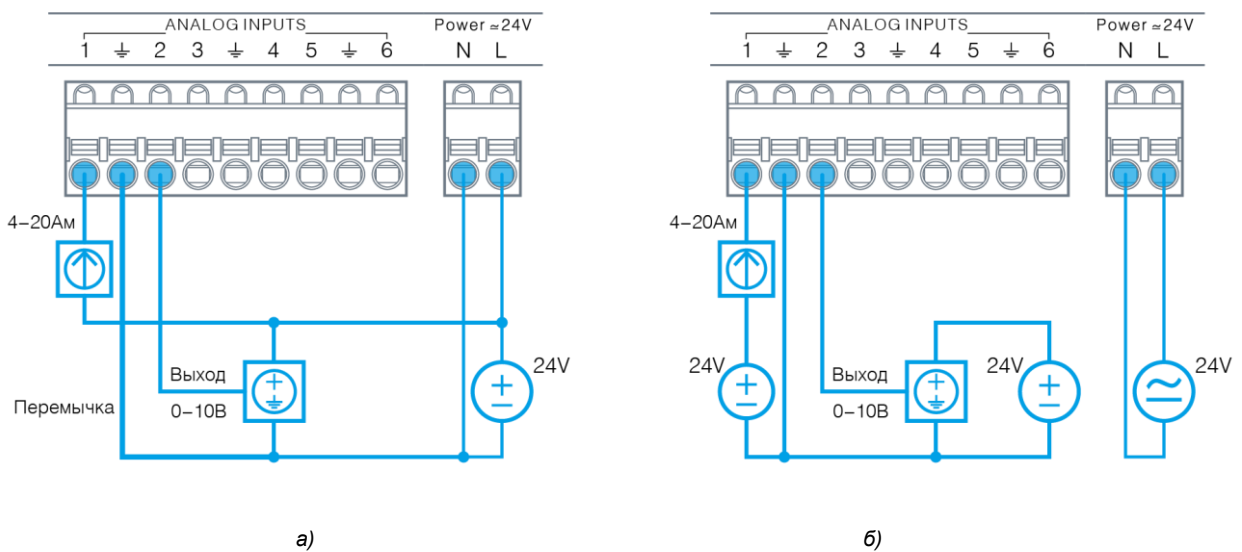 ANALOG INPUTS Power ≃24V
1 ⏚ 2 3 ⏚ 4 5 ⏚ 6 N L
4–20Ам
Выход
0–10В
24V
Перемычка
а)
ANALOG INPUTS Power ≃24V
1 ⏚ 2 3 ⏚ 4 5 ⏚ 6 N L
4–20Ам
24V
Выход
0–10В
24V
24V
б)